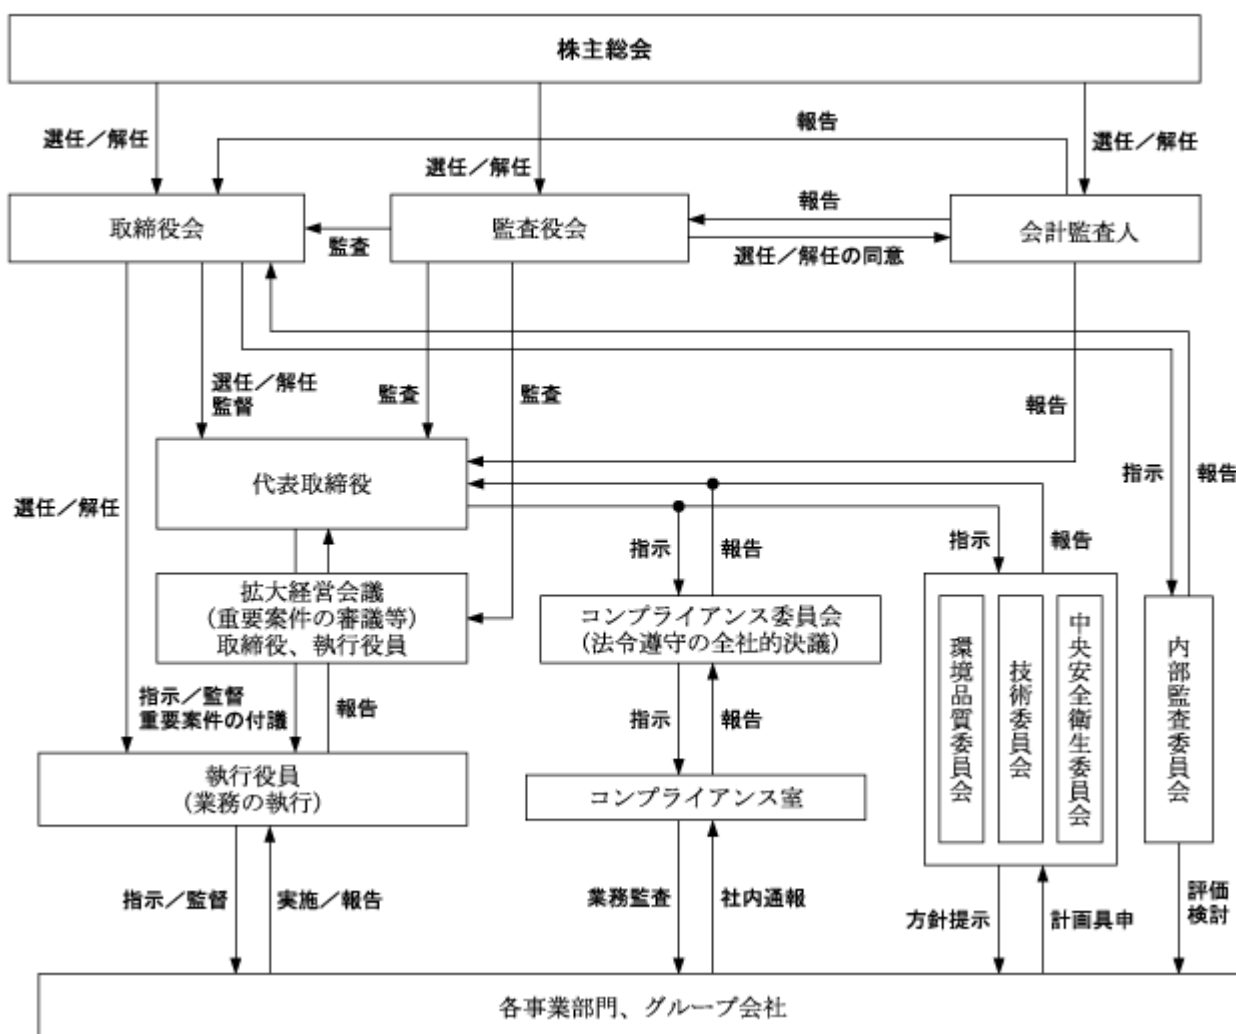 株主総会
選任／解任
選任／解任
報告
選任／解任
取締役会
監査
監査役会
報告
選任／解任の同意
会計監査人
選任／解任
監督
監査
監査
報告
指示
報告
選任／解任
代表取締役
指示
報告
指示
報告
拡大経営会議
(重要案件の審議等)
取締役、執行役員
コンプライアンス委員会
(法令遵守の全社的決議)
環境品質委員会
技術委員会
中央安全衛生委員会
内部監査委員会
指示／監督
重要案件の付議
報告
指示
報告
執行役員
(業務の執行)
コンプライアンス室
指示／監督
実施／報告
業務監査
社内通報
方針提示
計画具申
評価
検討
各事業部門、グループ会社